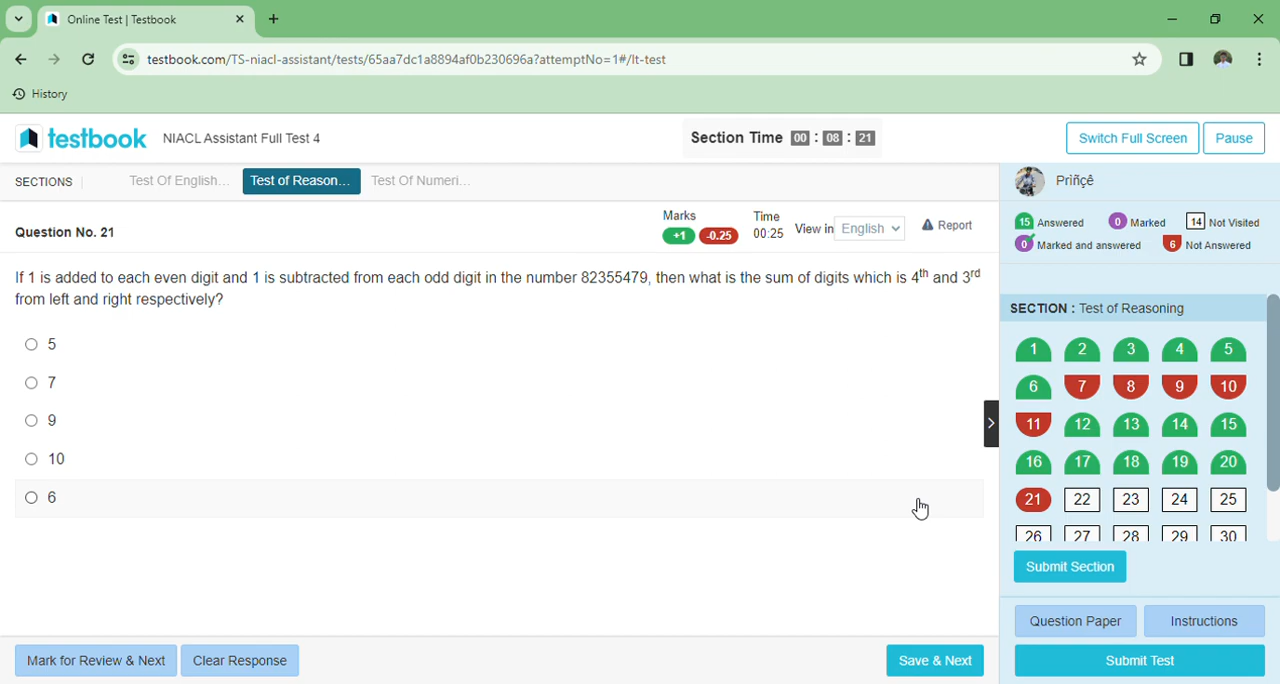 Online Test | Testbook
testbook.com/TS-niacl-assistant/tests/65aa7dc1a8894af0b230696a?attemptNo=1#/lt-test
History
testbook NIACL Assistant Full Test 4 Section Time 00 : 08 : 21 Switch Full Screen Pause
SECTIONS Test Of English... Test of Reason... Test Of Numeri... Prìñçê
Question No. 21 Marks +1 -0.25 Time 00:25 View in English Report
15 Answered 0 Marked 14 Not Visited
0 Marked and answered 6 Not Answered
If 1 is added to each even digit and 1 is subtracted from each odd digit in the number 82355479, then what is the sum of digits which is 4th and 3rd
from left and right respectively?
5
7
9
10
6
SECTION : Test of Reasoning
1 2 3 4 5
6 7 8 9 10
11 12 13 14 15
16 17 18 19 20
21 22 23 24 25
26 27 28 29 30
Submit Section
Question Paper Instructions
Mark for Review & Next Clear Response Save & Next Submit Test